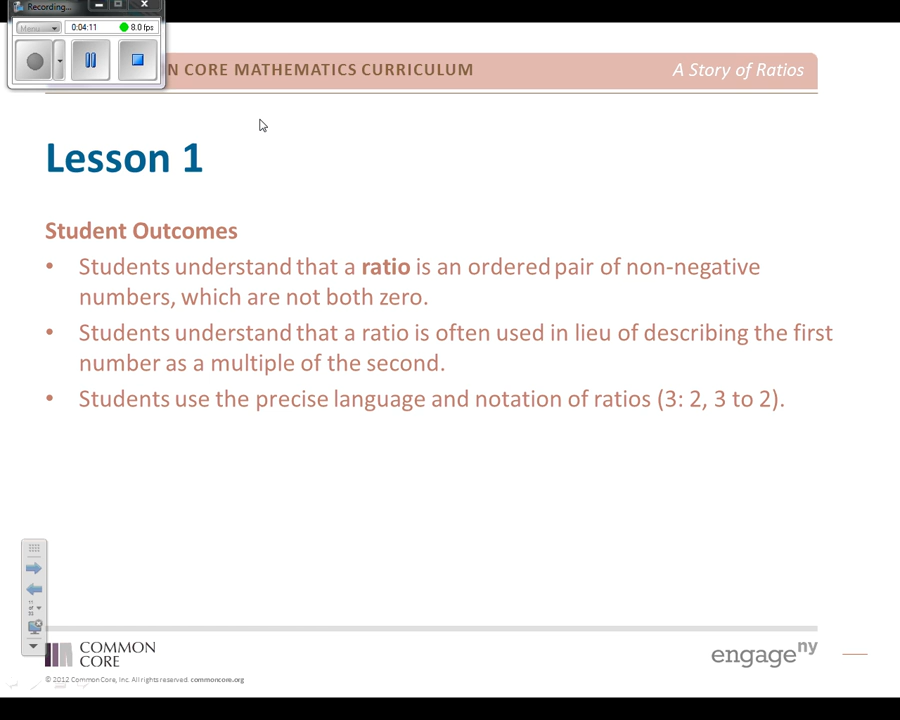 Recording...
Menu
0:04:11
8.0 fps
N CORE MATHEMATICS CURRICULUM
A Story of Ratios
Lesson 1
Student Outcomes
• Students understand that a ratio is an ordered pair of non-negative
numbers, which are not both zero.
• Students understand that a ratio is often used in lieu of describing the first
number as a multiple of the second.
• Students use the precise language and notation of ratios (3: 2, 3 to 2).
11
of
COMMON
CORE
engageny
© 2012 Common Core, Inc. All rights reserved. commoncore.org